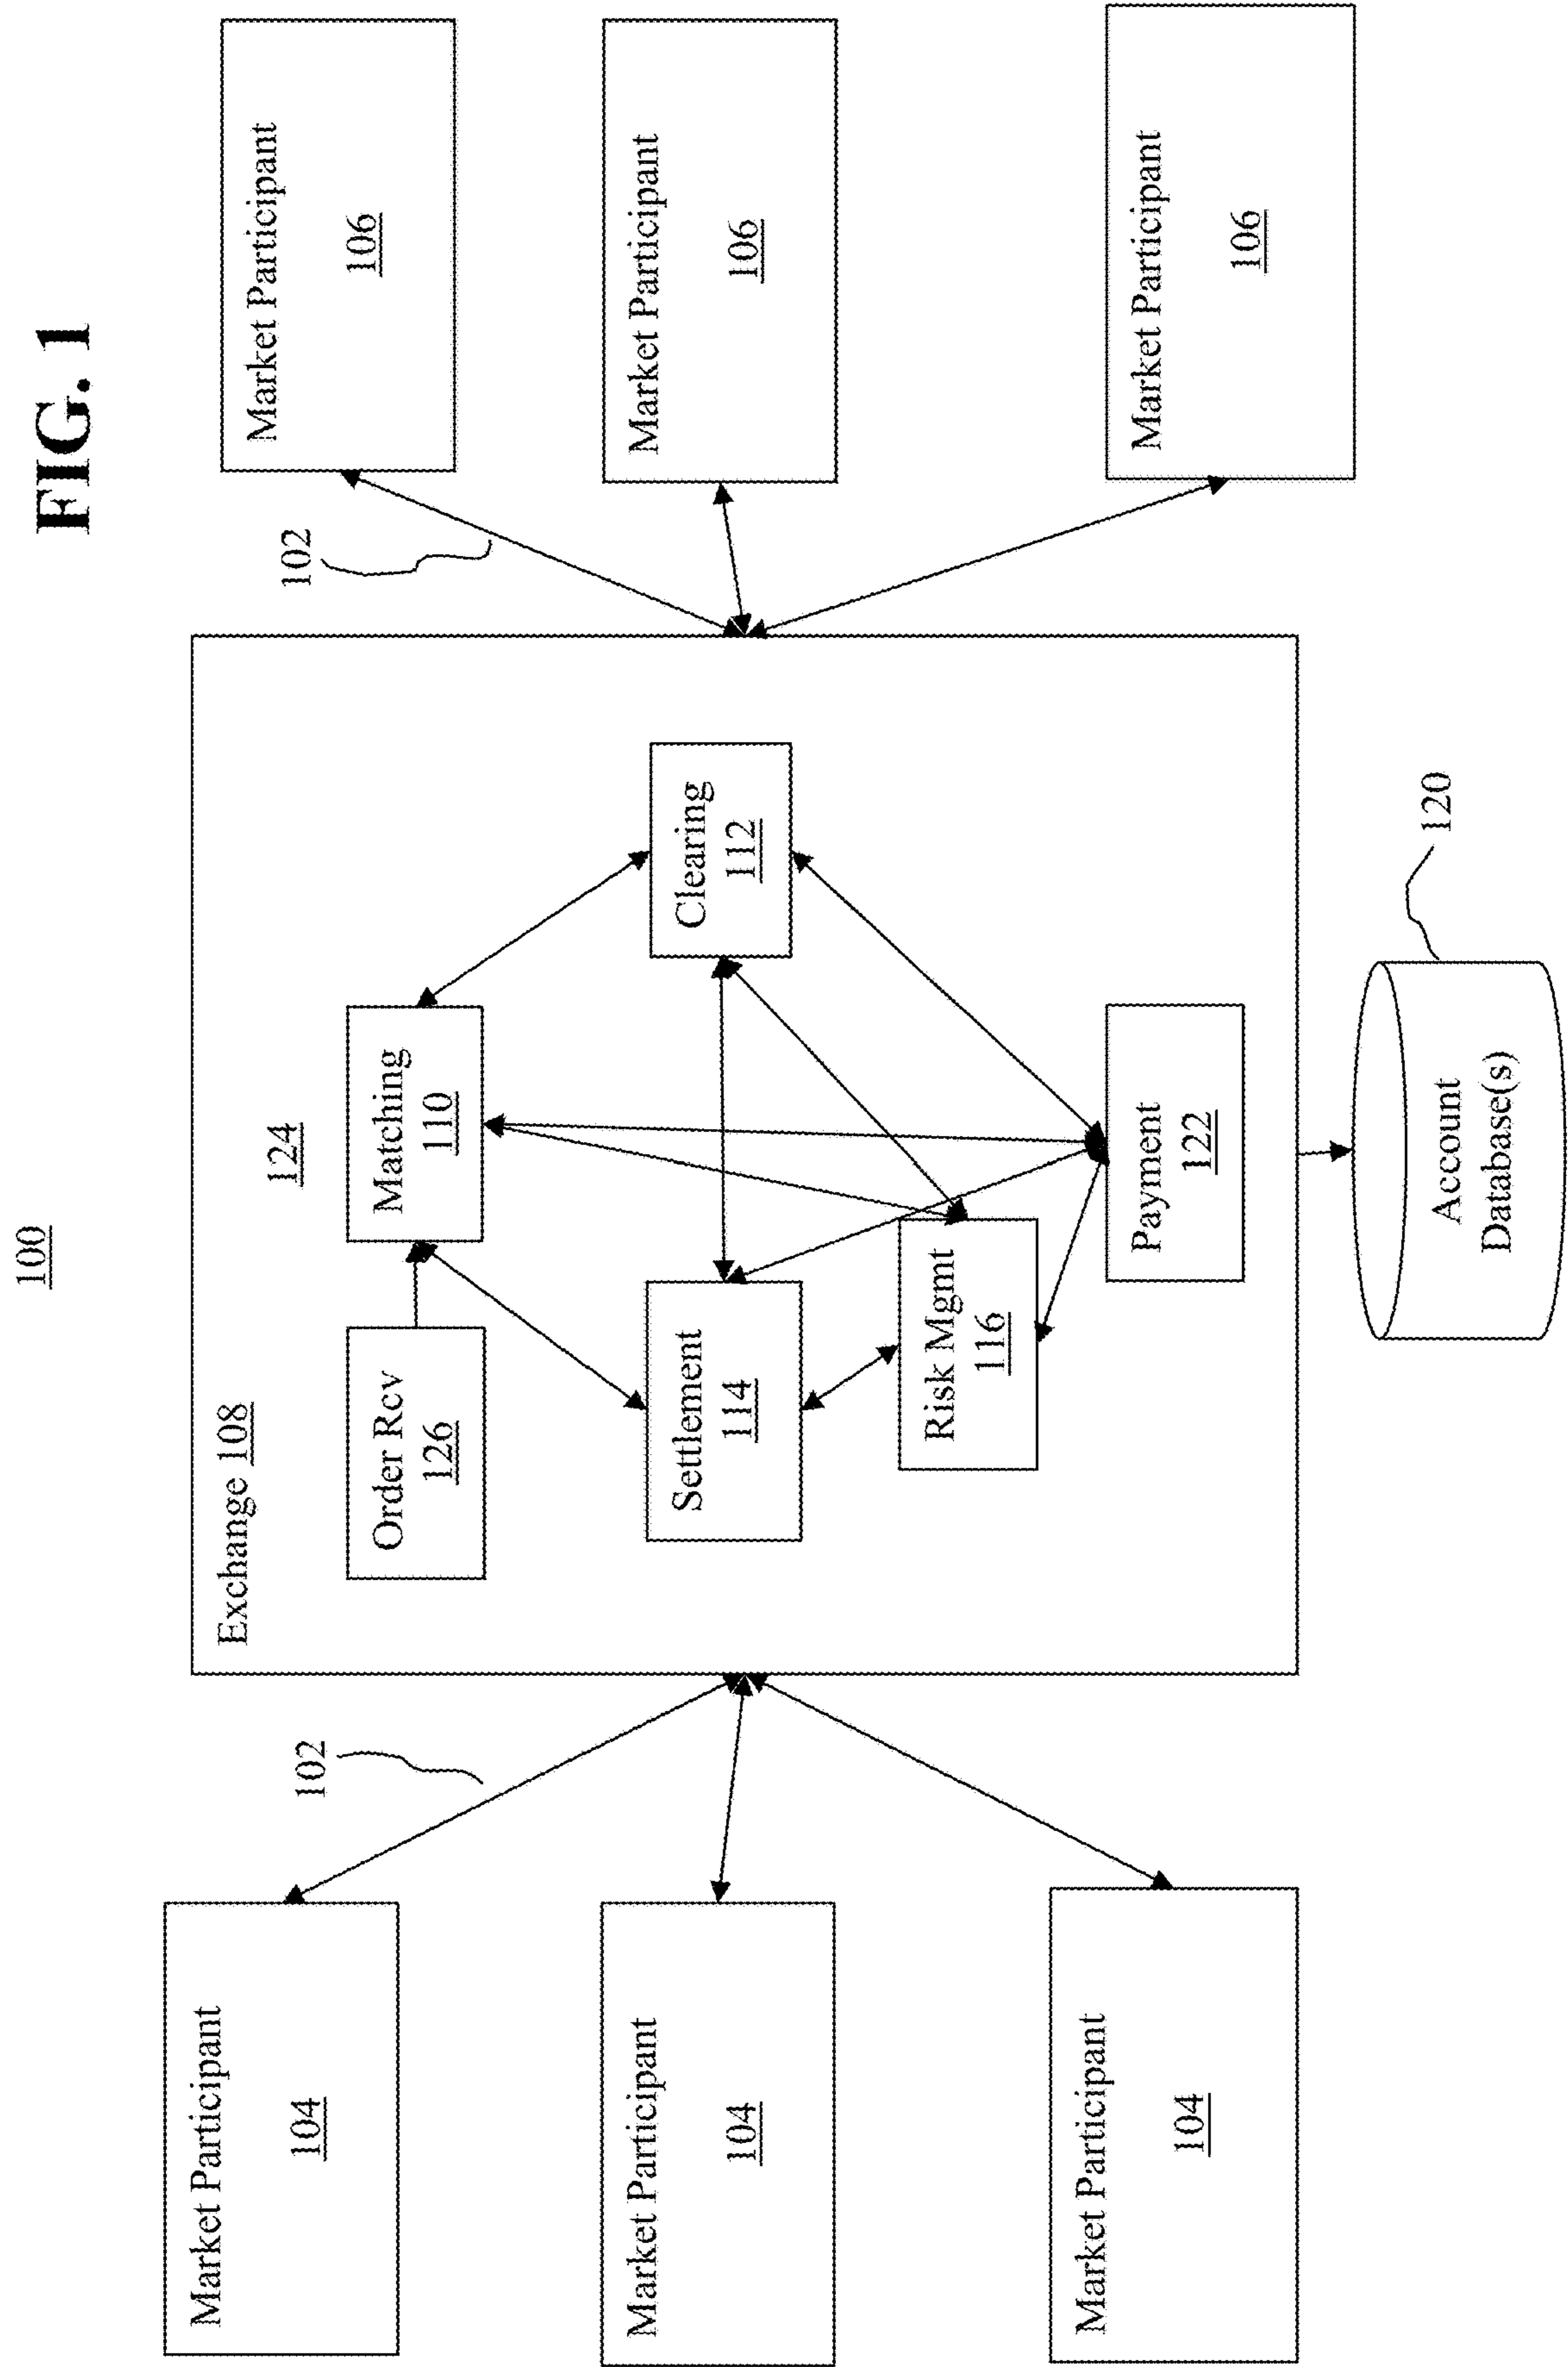 100
FIG. 1
Market Participant
104
Market Participant
104
Market Participant
104
102
Exchange 108
124
Order Rcv
126
Matching
110
Settlement
114
Clearing
112
Risk Mgmt
116
Payment
122
102
Market Participant
106
Market Participant
106
Market Participant
106
Account
Database(s)
120